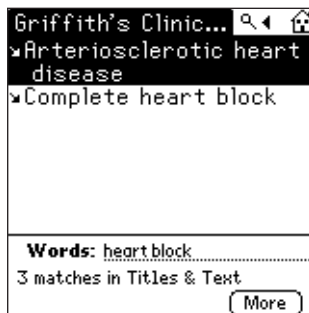 Griffith's Clinic...
Arteriosclerotic heart
disease
Complete heart block
Words: heart block
3 matches in Titles & Text
More